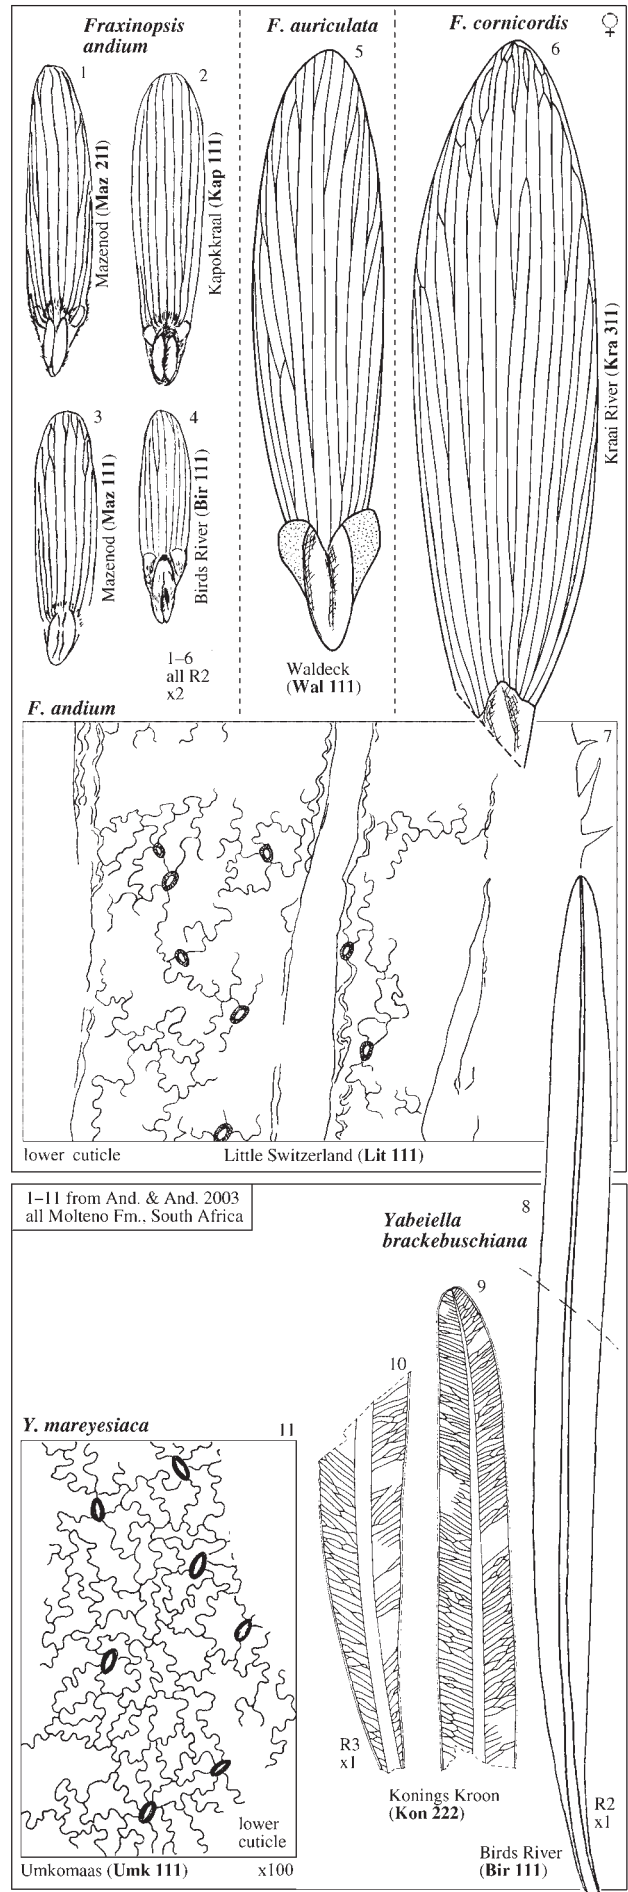 Fraxinopsis
andium
F. auriculata
F. cornicordis
♀
1
2
5
6
Mazenod (Maz 211)
Kapokkraal (Kap 111)
Kraai River (Kra 311)
3
4
Mazenod (Maz 111)
Birds River (Bir 111)
1–6
all R2
x2
Waldeck
(Wal 111)
F. andium
7
lower cuticle
Little Switzerland (Lit 111)
1–11 from And. & And. 2003
all Molteno Fm., South Africa
8
Yabeiella
brackebuschiana
9
10
Y. mareyesiaca
11
R3
x1
Konings Kroon
(Kon 222)
R2
x1
lower
cuticle
Birds River
(Bir 111)
Umkomaas (Umk 111)
x100